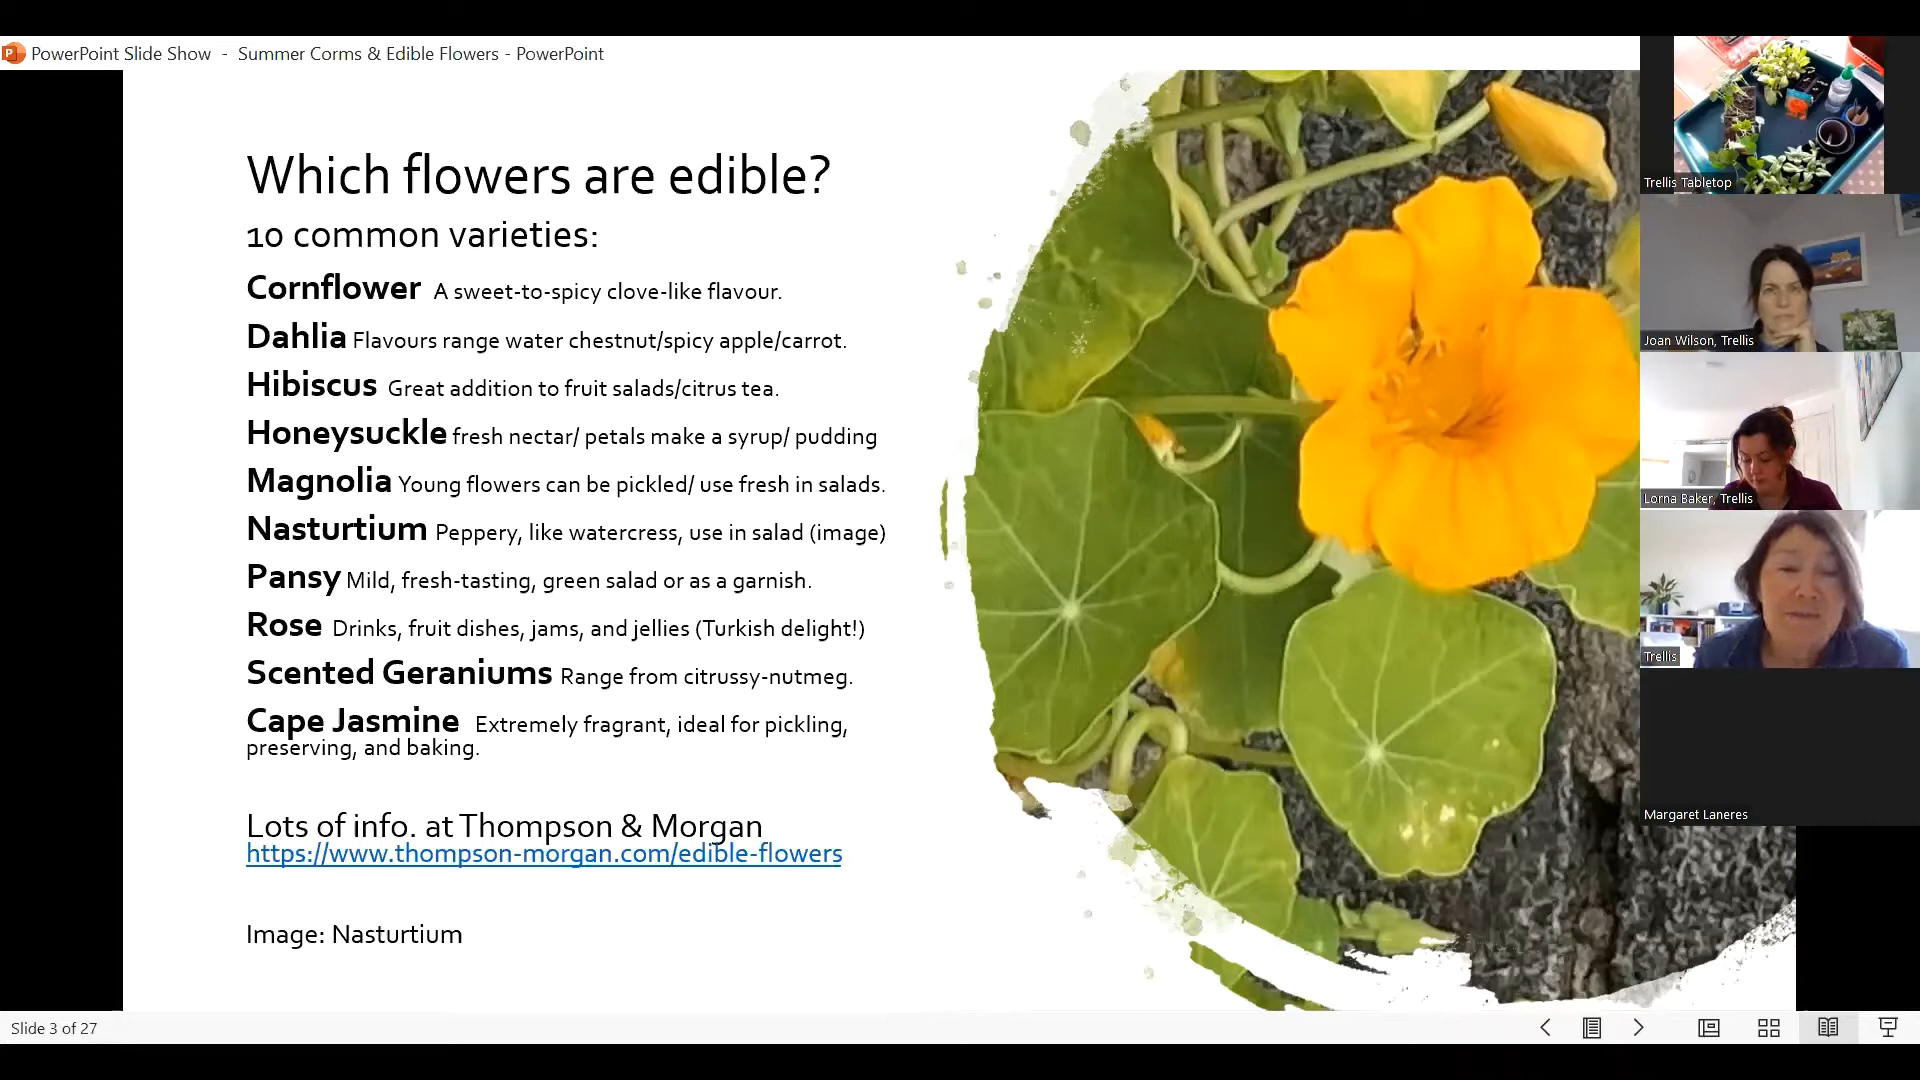 PowerPoint Slide Show - Summer Corms & Edible Flowers - PowerPoint
Which flowers are edible?
10 common varieties:
Cornflower A sweet-to-spicy clove-like flavour.
Dahlia Flavours range water chestnut/spicy apple/carrot.
Hibiscus Great addition to fruit salads/citrus tea.
Honeysuckle fresh nectar/ petals make a syrup/ pudding
Magnolia Young flowers can be pickled/ use fresh in salads.
Nasturtium Peppery, like watercress, use in salad (image)
Pansy Mild, fresh-tasting, green salad or as a garnish.
Rose Drinks, fruit dishes, jams, and jellies (Turkish delight!)
Scented Geraniums Range from citrussy-nutmeg.
Cape Jasmine Extremely fragrant, ideal for pickling,
preserving, and baking.
Lots of info. at Thompson & Morgan
https://www.thompson-morgan.com/edible-flowers
Image: Nasturtium
Trellis Tabletop
Joan Wilson, Trellis
Lorna Baker, Trellis
Trellis
Margaret Laneres
Slide 3 of 27